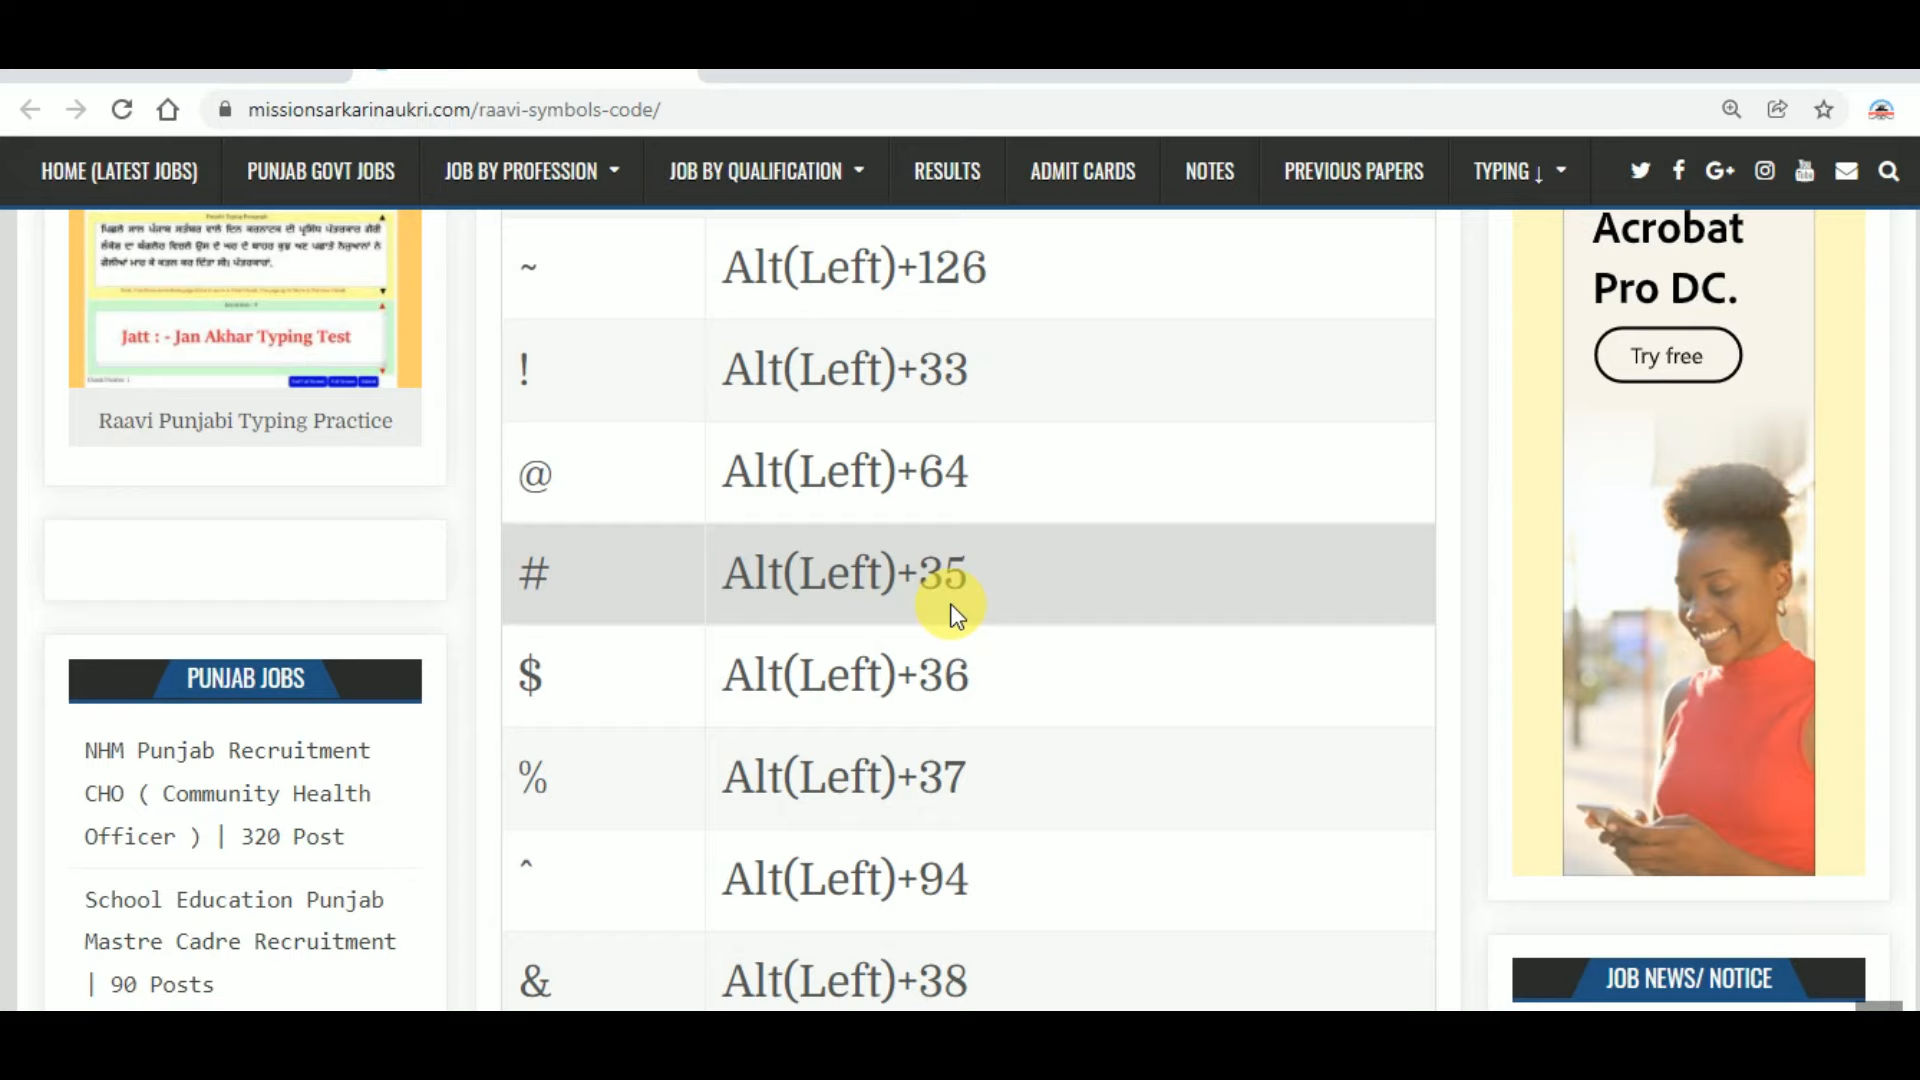 missionsarkarinaukri.com/raavi-symbols-code/
HOME (LATEST JOBS) PUNJAB GOVT JOBS JOB BY PROFESSION JOB BY QUALIFICATION RESULTS ADMIT CARDS NOTES PREVIOUS PAPERS TYPING ↓
Jatt : - Jan Akhar Typing Test
Raavi Punjabi Typing Practice
PUNJAB JOBS
NHM Punjab Recruitment
CHO ( Community Health
Officer ) | 320 Post
School Education Punjab
Mastre Cadre Recruitment
| 90 Posts
~ Alt(Left)+126
! Alt(Left)+33
@ Alt(Left)+64
# Alt(Left)+35
$ Alt(Left)+36
% Alt(Left)+37
^ Alt(Left)+94
& Alt(Left)+38
Acrobat
Pro DC.
Try free
JOB NEWS/ NOTICE